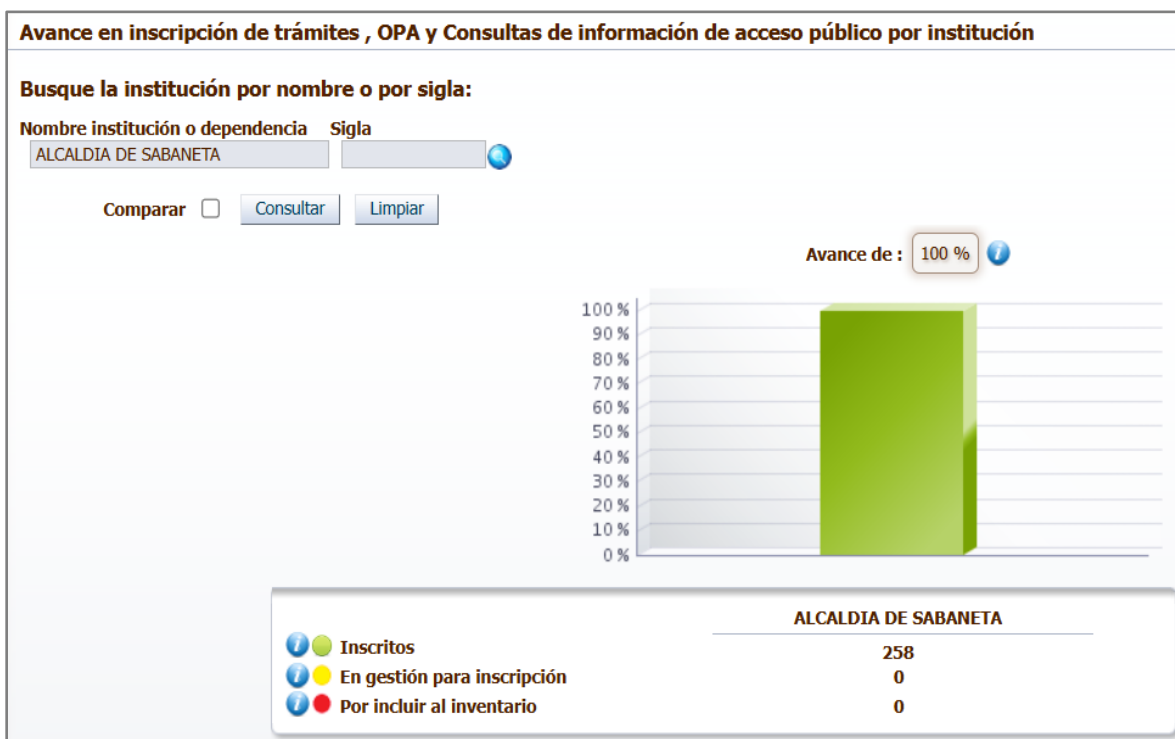 Avance en inscripción de trámites , OPA y Consultas de información de acceso público por institución
Busque la institución por nombre o por sigla:
Nombre institución o dependencia Sigla
ALCALDIA DE SABANETA
Comparar Consultar Limpiar
Avance de : 100 %
100 %
90 %
80 %
70 %
60 %
50 %
40 %
30 %
20 %
10 %
0 %
ALCALDIA DE SABANETA
Inscritos 258
En gestión para inscripción 0
Por incluir al inventario 0